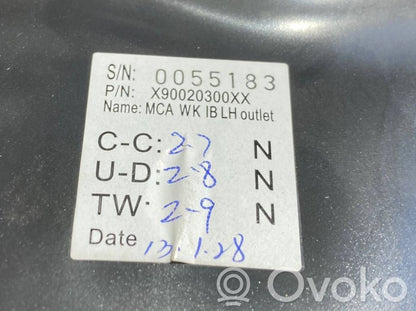 S/N: 0055183
P/N: X90020300XX
Name: MCA WK IB LH outlet
C-C: 2-7 N
U-D: 2-8 N
TW: 2-9 N
Date 13.1.28
Ovoko